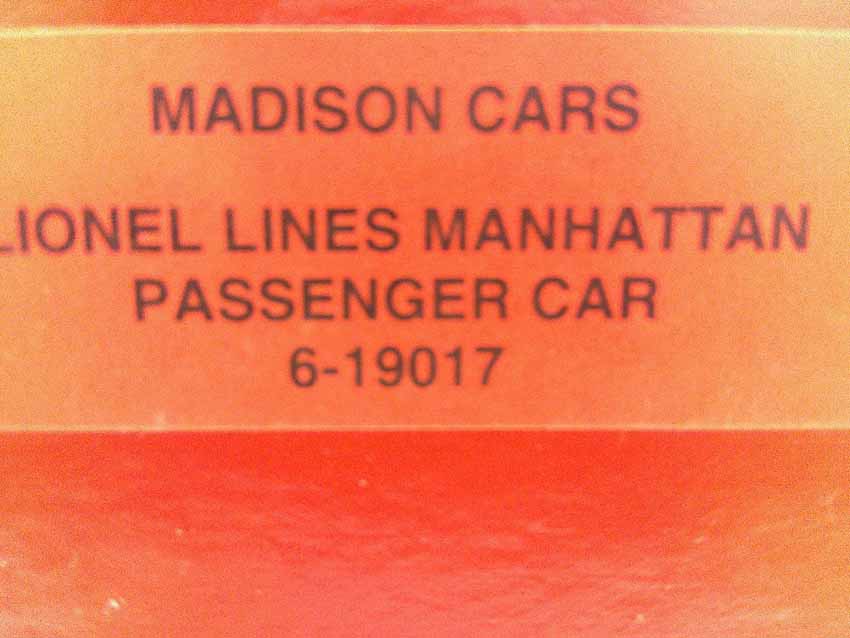 MADISON CARS
LIONEL LINES MANHATTAN
PASSENGER CAR
6-19017